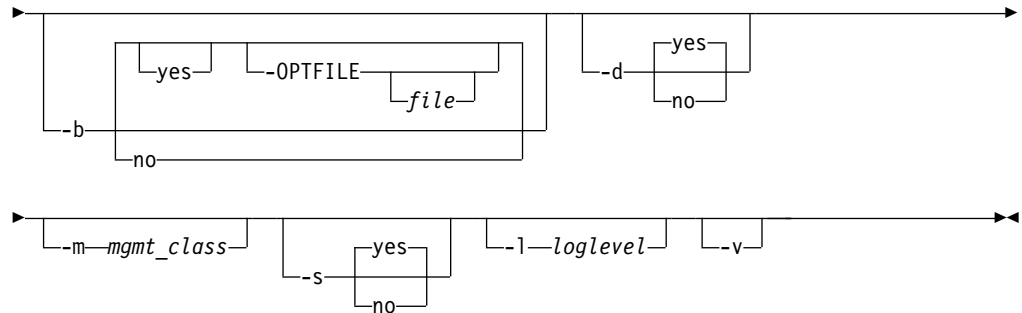 yes
yes -OPTFILE -d
file no
-b
no
-m mgmt_class yes -l loglevel -v
-s
no